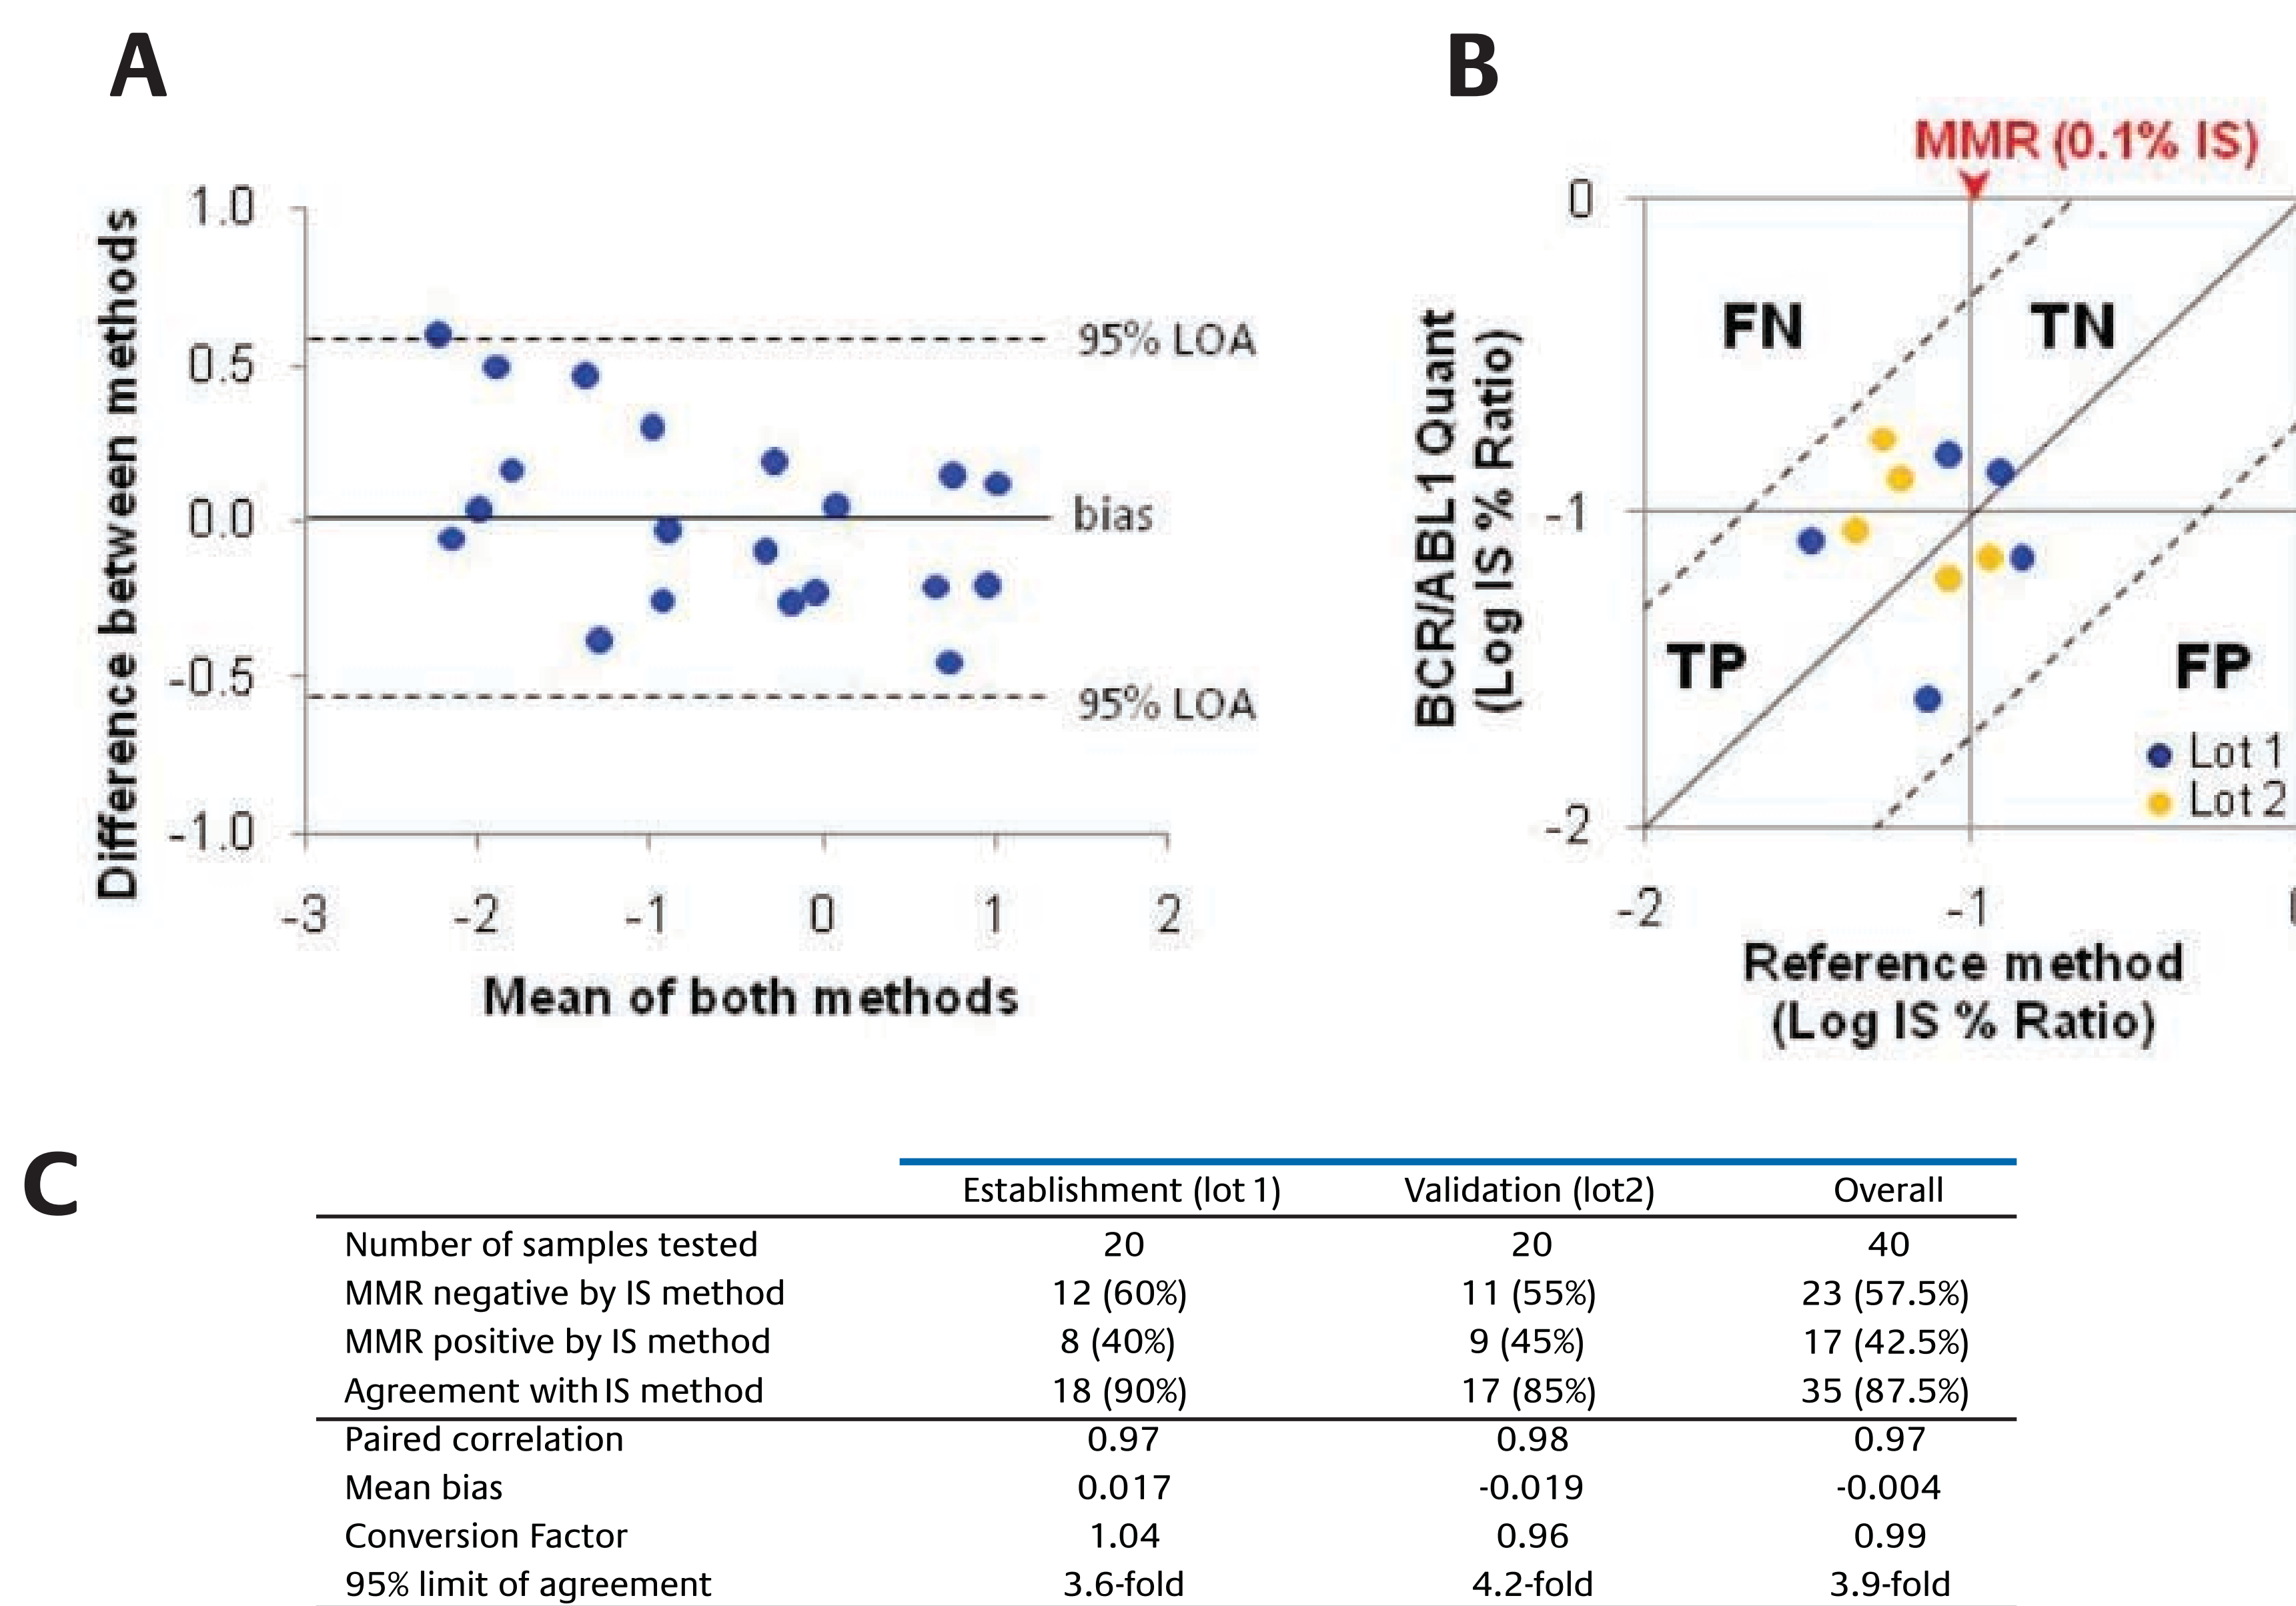 A
1.0
0.5
0.0
-0.5
-1.0
Difference between methods
95% LOA
bias
95% LOA
-3 -2 -1 0 1 2
Mean of both methods
B
MMR (0.1% IS)
0
-1
-2
BCR/ABL1 Quant
(Log IS % Ratio)
FN TN
TP FP
Lot 1
Lot 2
-2 -1
Reference method
(Log IS % Ratio)
C
Establishment (lot 1) Validation (lot2) Overall
Number of samples tested 20 20 40
MMR negative by IS method 12 (60%) 11 (55%) 23 (57.5%)
MMR positive by IS method 8 (40%) 9 (45%) 17 (42.5%)
Agreement with IS method 18 (90%) 17 (85%) 35 (87.5%)
Paired correlation 0.97 0.98 0.97
Mean bias 0.017 -0.019 -0.004
Conversion Factor 1.04 0.96 0.99
95% limit of agreement 3.6-fold 4.2-fold 3.9-fold